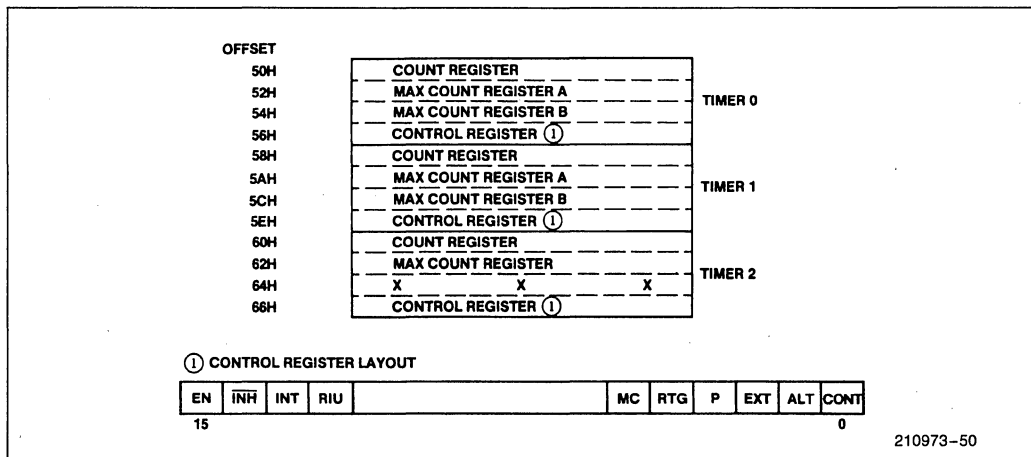 OFFSET
50H COUNT REGISTER
52H MAX COUNT REGISTER A
TIMER 0
54H MAX COUNT REGISTER B
56H CONTROL REGISTER ①
58H COUNT REGISTER
5AH MAX COUNT REGISTER A
TIMER 1
5CH MAX COUNT REGISTER B
5EH CONTROL REGISTER ①
60H COUNT REGISTER
62H MAX COUNT REGISTER
TIMER 2
64H X X X
66H CONTROL REGISTER ①
① CONTROL REGISTER LAYOUT
EN INH INT RIU MC RTG P EXT ALT CONT
15 0
210973-50